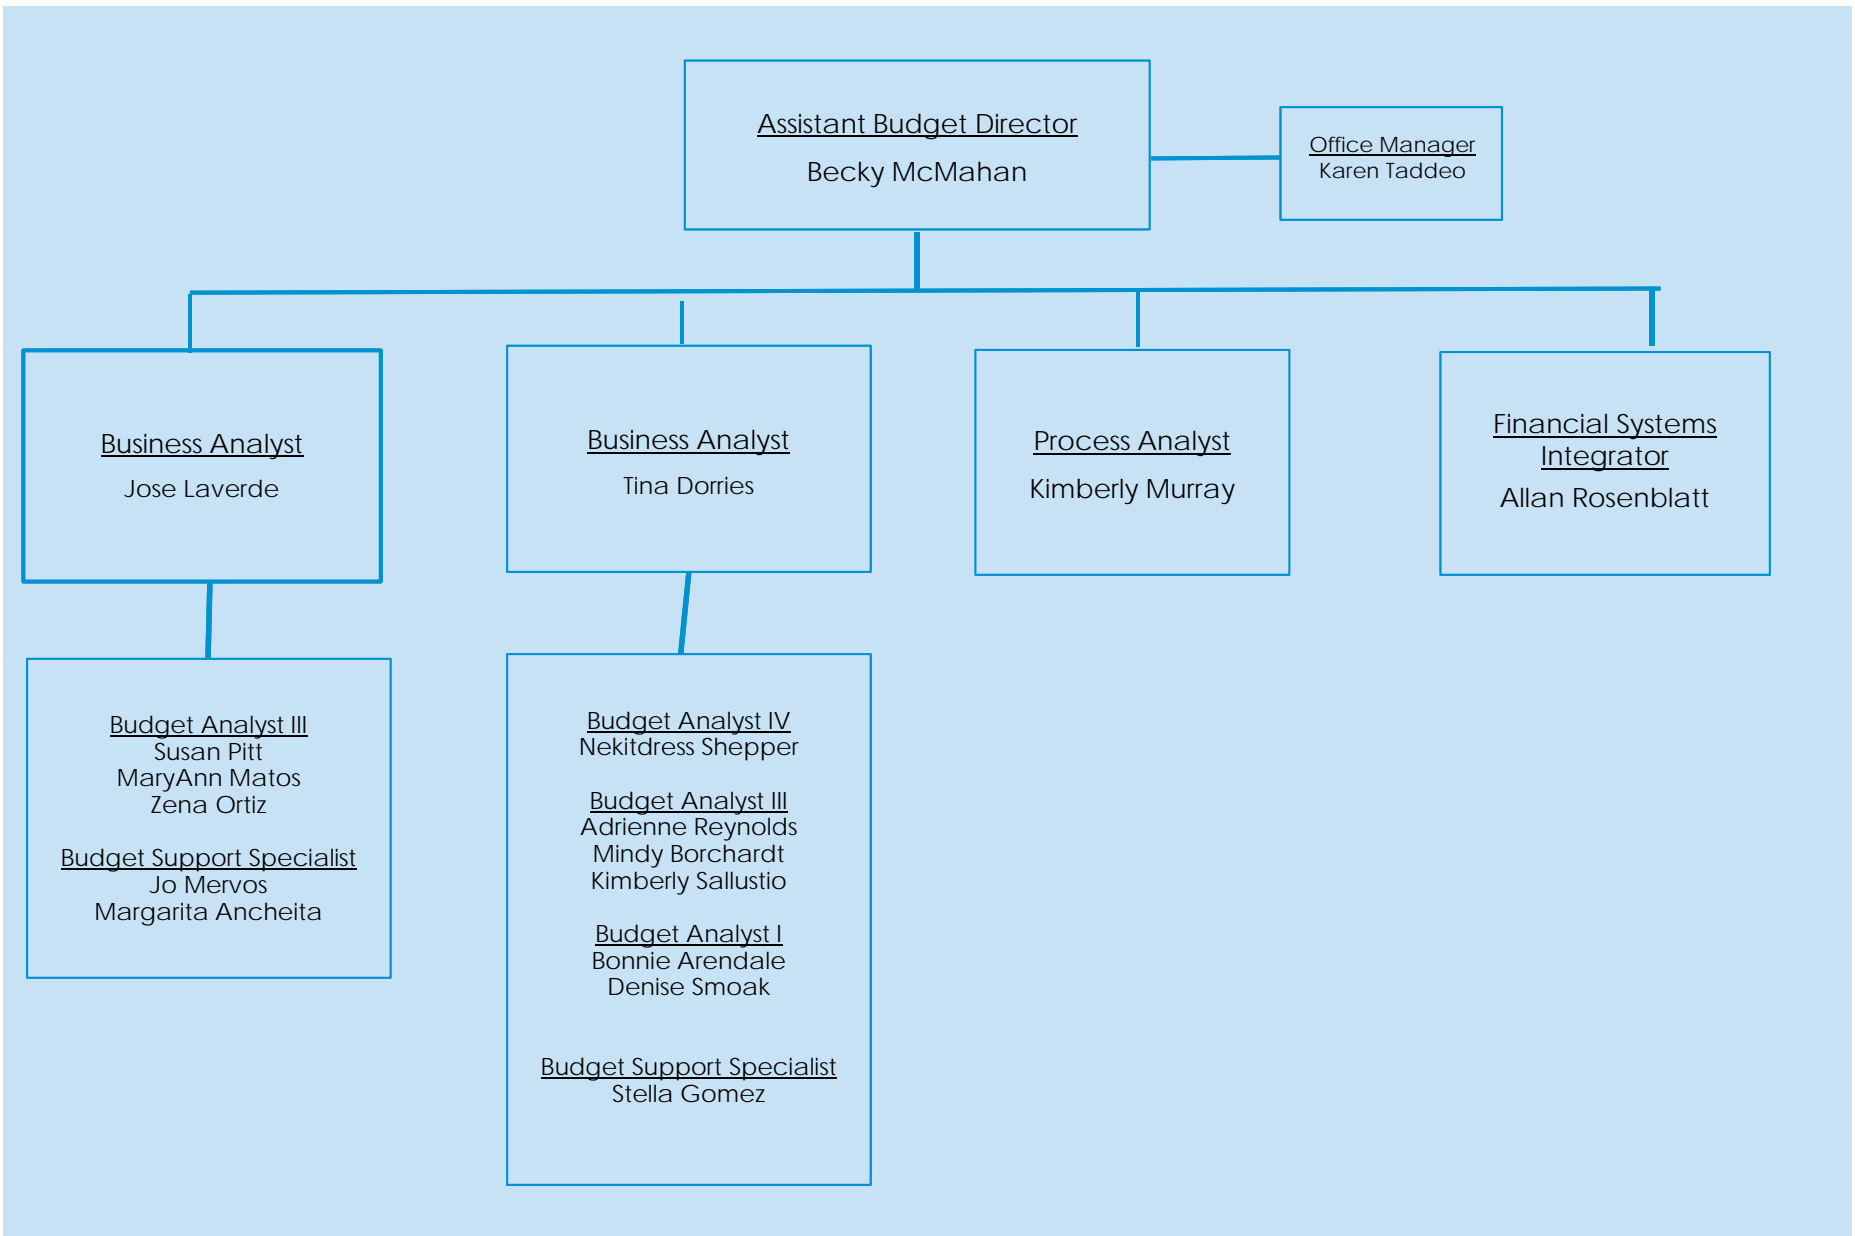 Assistant Budget Director
Becky McMahan
Office Manager
Karen Taddeo
Business Analyst
Jose Laverde
Business Analyst
Tina Dorries
Process Analyst
Kimberly Murray
Financial Systems
Integrator
Allan Rosenblatt
Budget Analyst III
Susan Pitt
MaryAnn Matos
Zena Ortiz
Budget Support Specialist
Jo Mervos
Margarita Ancheita
Budget Analyst IV
Nekitdress Shepper
Budget Analyst III
Adrienne Reynolds
Mindy Borchardt
Kimberly Sallustio
Budget Analyst I
Bonnie Arendale
Denise Smoak
Budget Support Specialist
Stella Gomez